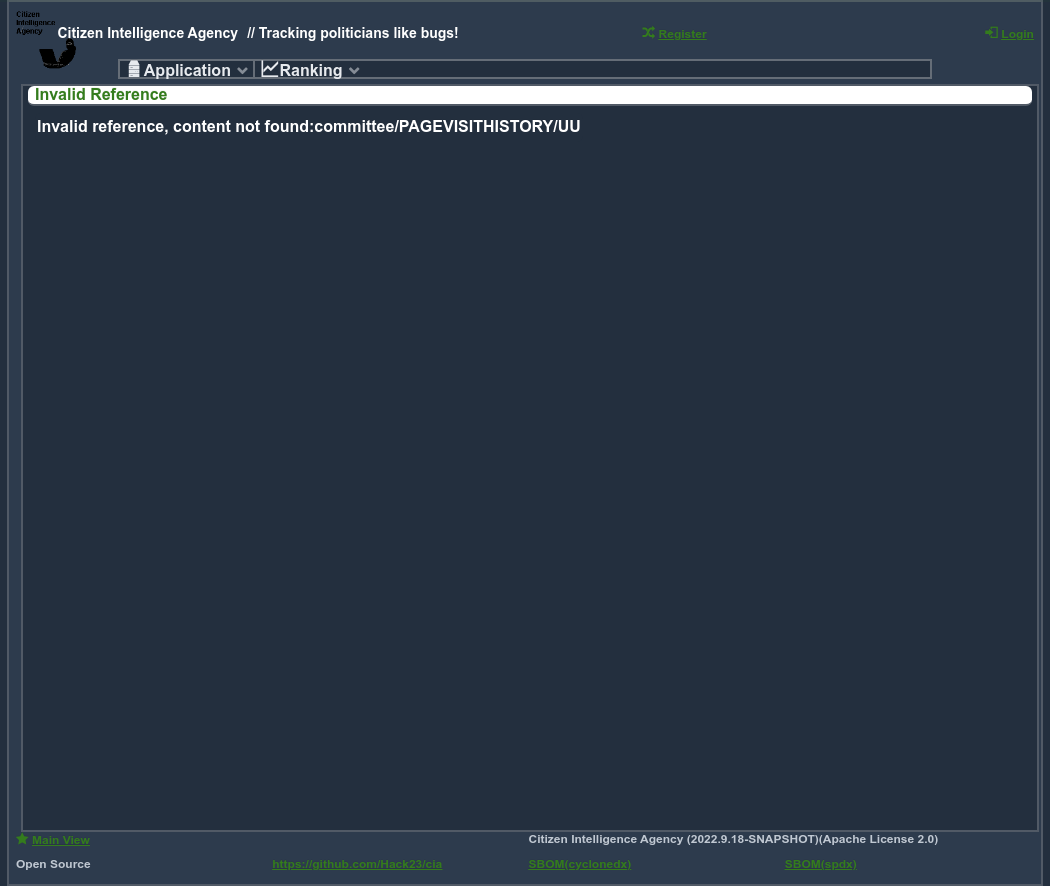 Citizen
Intelligence
Agency
Citizen Intelligence Agency // Tracking politicians like bugs!
Register
Login
Application
Ranking
Invalid Reference
Invalid reference, content not found:committee/PAGEVISITHISTORY/UU
Main View
Citizen Intelligence Agency (2022.9.18-SNAPSHOT)(Apache License 2.0)
Open Source
https://github.com/Hack23/cia
SBOM(cyclonedx)
SBOM(spdx)